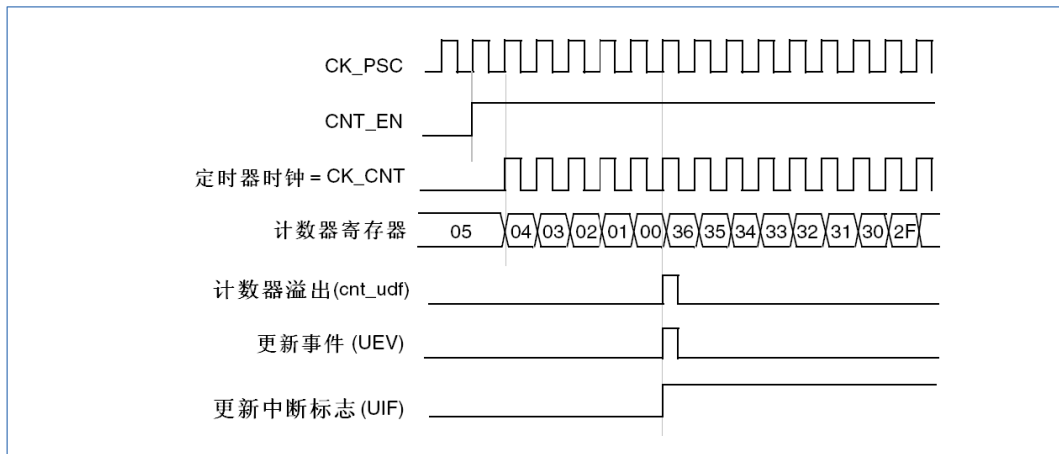 CK_PSC
CNT_EN
定时器时钟 = CK_CNT
计数器寄存器 05 04 03 02 01 00 36 35 34 33 32 31 30 2F
计数器溢出(cnt_udf)
更新事件 (UEV)
更新中断标志(UIF)